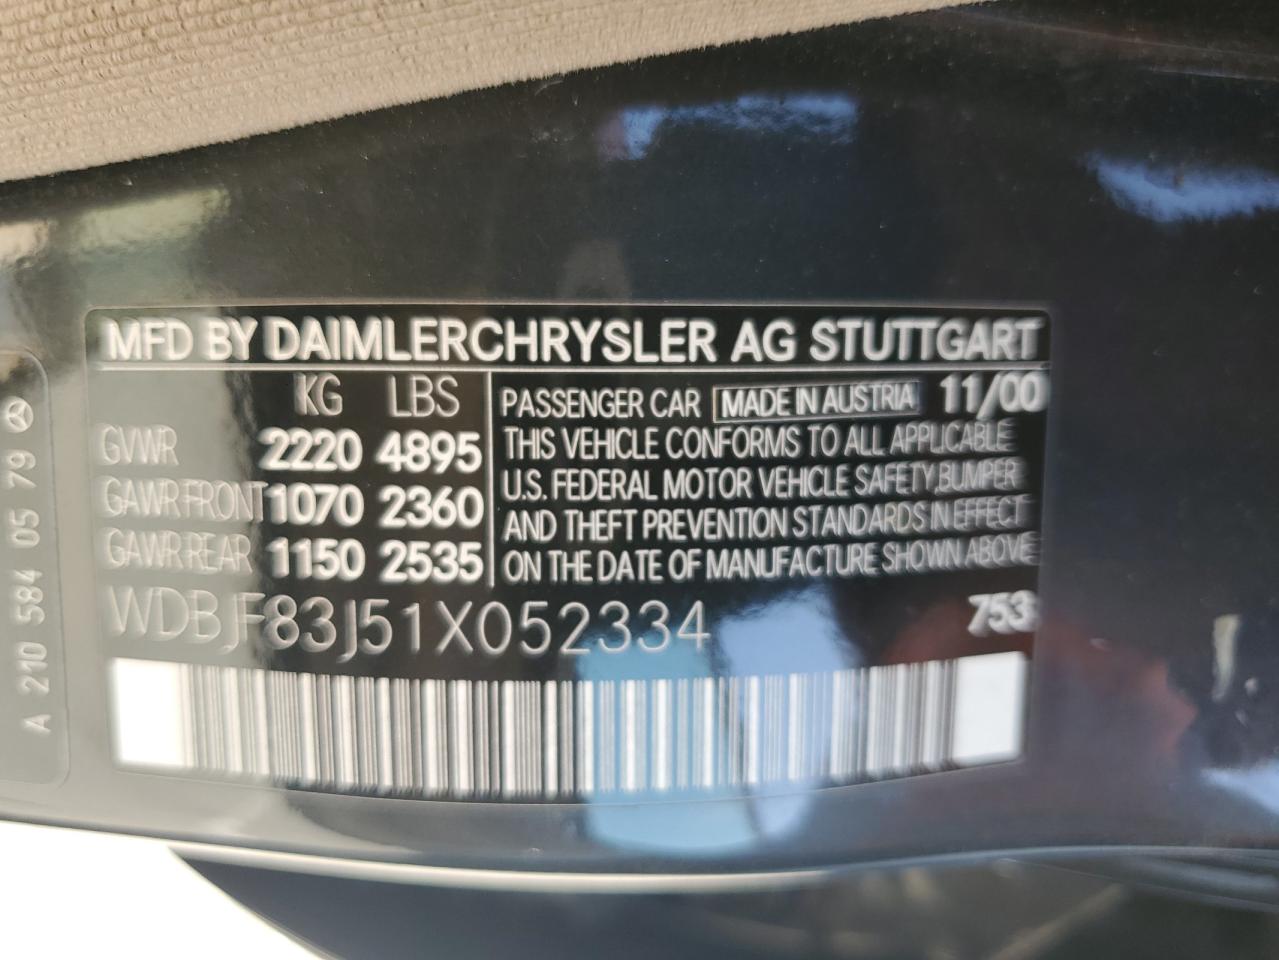 MFD BY DAIMLERCHRYSLER AG STUTTGART
KG LBS
GVWR 2220 4895
GAWR FRONT 1070 2360
GAWR REAR 1150 2535
PASSENGER CAR MADE IN AUSTRIA 11/00
THIS VEHICLE CONFORMS TO ALL APPLICABLE
U.S. FEDERAL MOTOR VEHICLE SAFETY, BUMPER
AND THEFT PREVENTION STANDARDS IN EFFECT
ON THE DATE OF MANUFACTURE SHOWN ABOVE
WDBJF83J51X052334 753
A 210 584 05 79